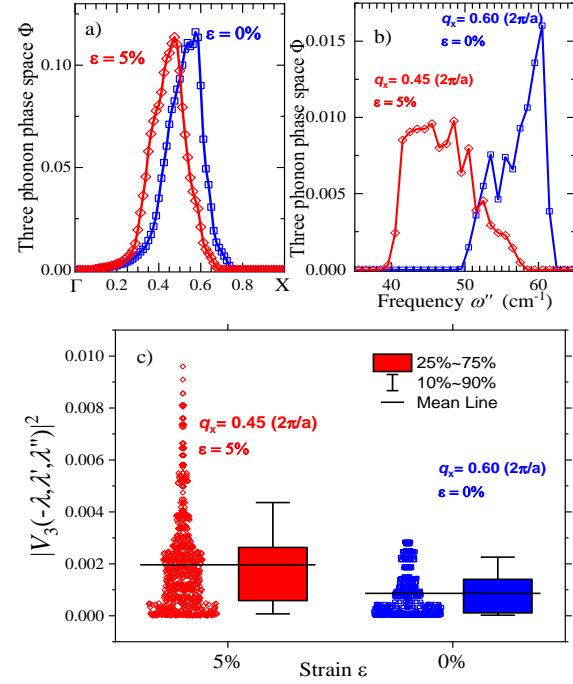 a)
ε = 5%
ε = 0%
Three phonon phase space Φ
0.00
0.05
0.10
Γ
0.2
0.4
0.6
0.8
X
b)
qx= 0.60 (2π/a)
ε = 0%
qx= 0.45 (2π/a)
ε = 5%
Three phonon phase space Φ
0.000
0.005
0.010
0.015
40
50
60
Frequency ω'' (cm-1)
c)
25%~75%
10%~90%
Mean Line
qx= 0.45 (2π/a)
ε = 5%
qx= 0.60 (2π/a)
ε = 0%
|V3(-λ,λ',λ'')|2
0.010
0.008
0.006
0.004
0.002
0.000
5%
0%
Strain ε